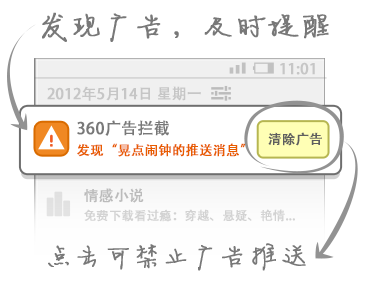 发现广告，及时提醒
11:01
2012年5月14日 星期一
360广告拦截
发现“晃点闹钟的推送消息”
清除广告
情感小说
免费下载看过瘾：穿越、悬疑、艳情...
点击可禁止广告推送